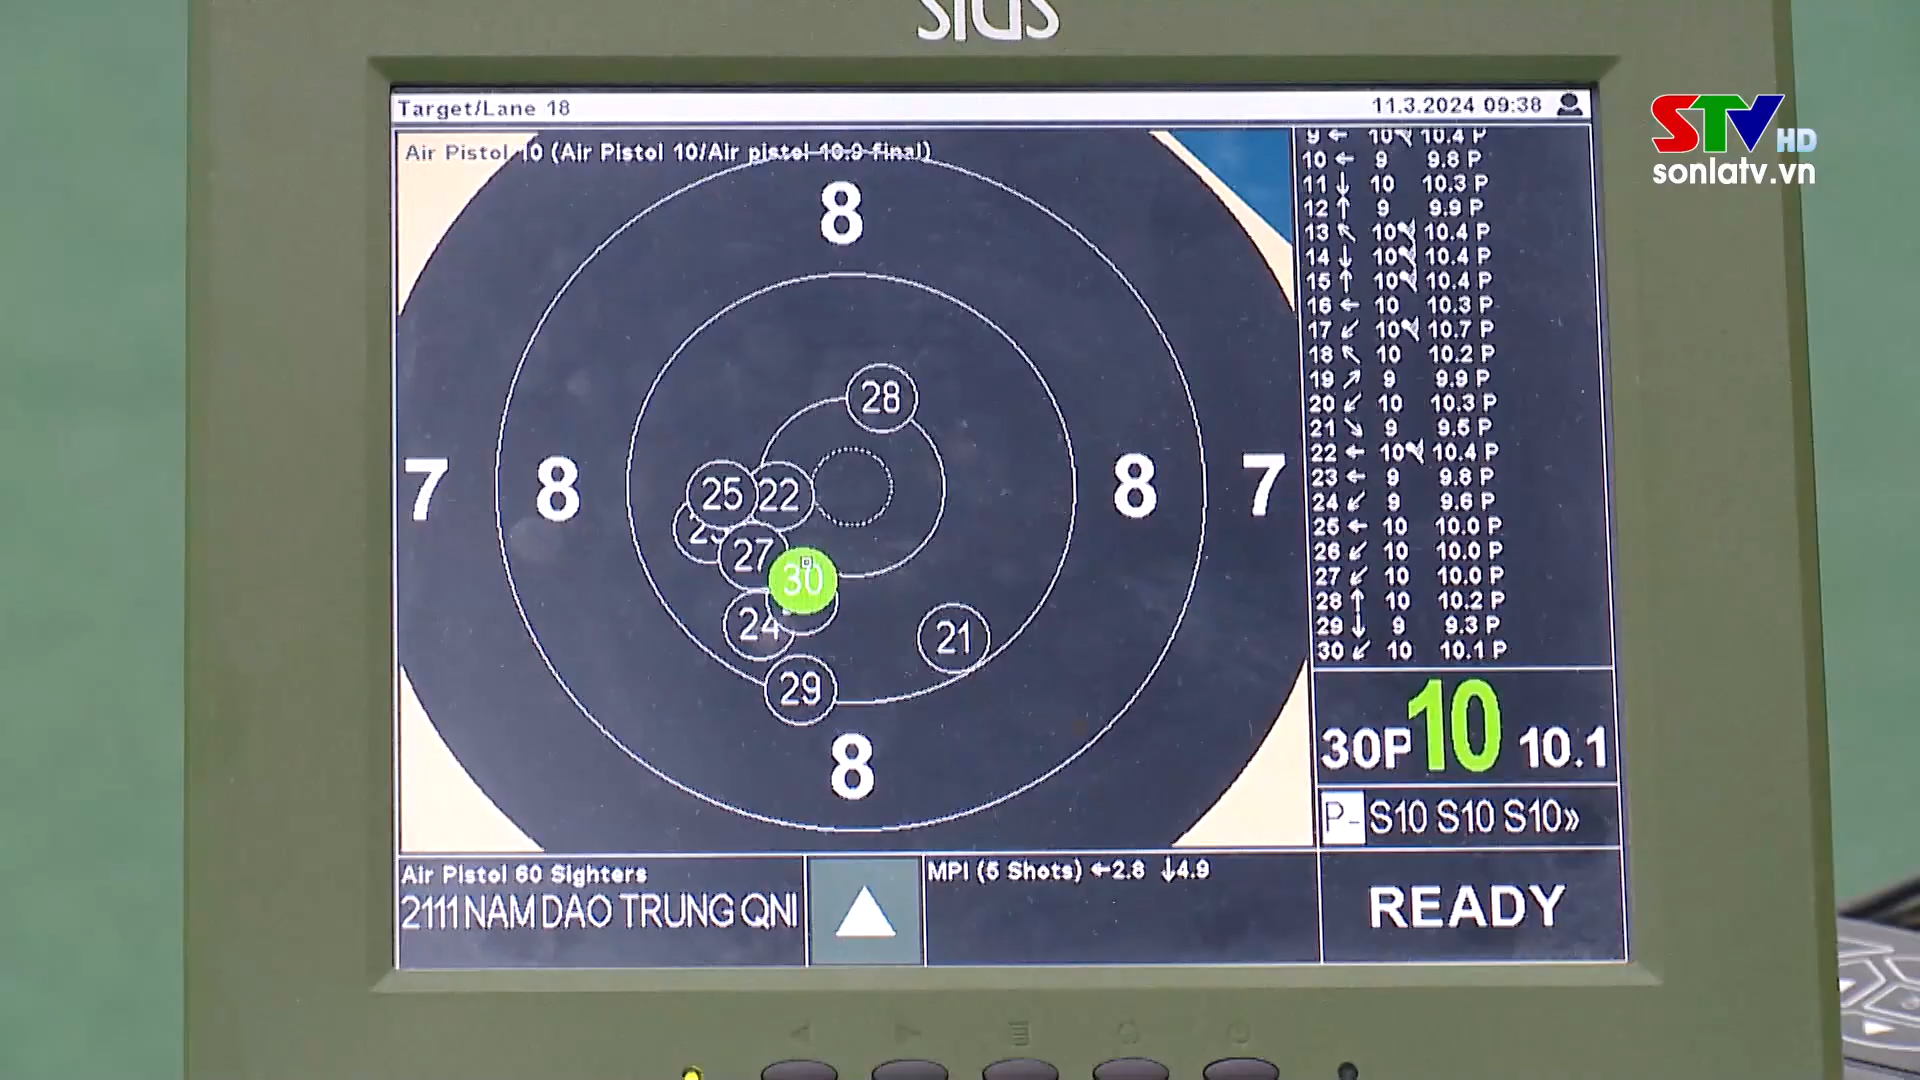 SIUS
Target/Lane 18
11.3.2024 09:38
STV HD
sonlatv.vn
Air Pistol 10 (Air Pistol 10/Air pistol 10.9 final)
8
7
8
8
7
8
28
25
22
27
30
24
21
29
9 ← 10 10.4 P
10 ← 9 9.8 P
11 ↓ 10 10.3 P
12 ↑ 9 9.9 P
13 ↖ 10 10.4 P
14 ↓ 10 10.4 P
15 ↑ 10 10.4 P
16 ← 10 10.3 P
17 ↙ 10 10.7 P
18 ↖ 10 10.2 P
19 ↗ 9 9.9 P
20 ↙ 10 10.3 P
21 ↘ 9 9.5 P
22 ← 10 10.4 P
23 ← 9 9.8 P
24 ↙ 9 9.6 P
25 ← 10 10.0 P
26 ↙ 10 10.0 P
27 ↙ 10 10.0 P
28 ↑ 10 10.2 P
29 ↓ 9 9.3 P
30 ↙ 10 10.1 P
30P 10 10.1
P- S10 S10 S10»
Air Pistol 60 Sighters
2111 NAM DAO TRUNG QNI
MPI (5 Shots) ←2.8 ↓4.9
READY